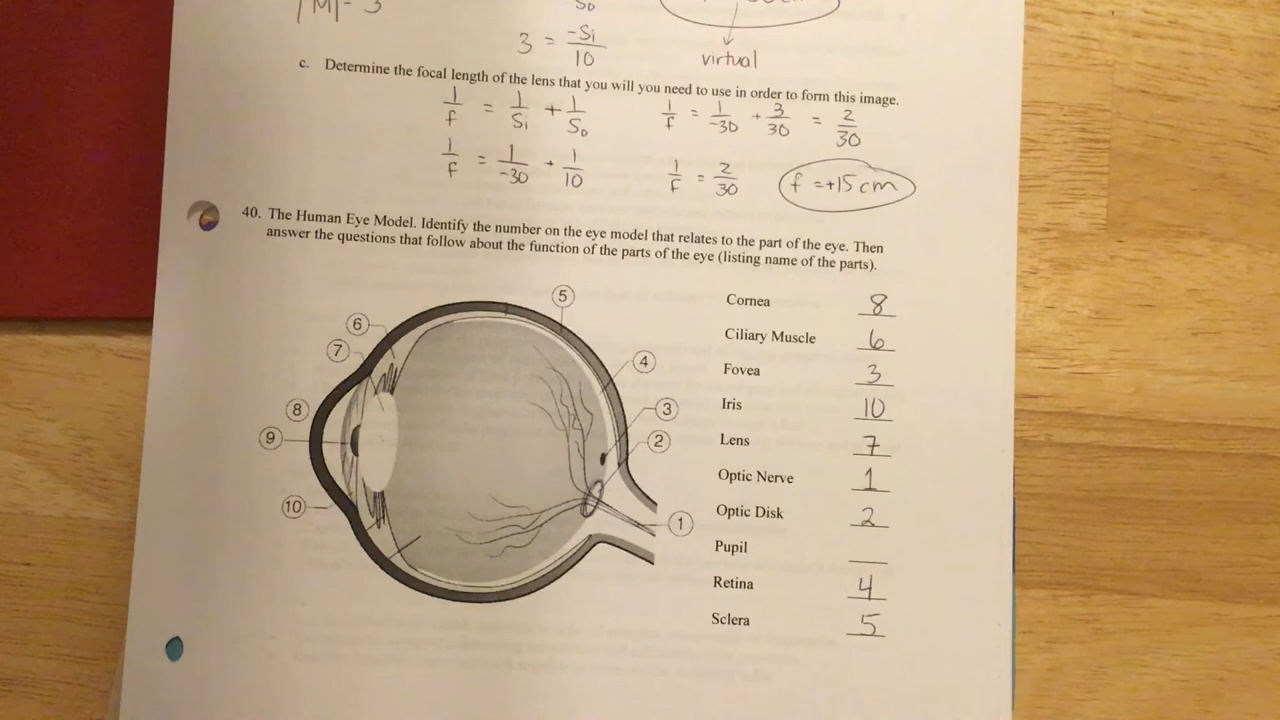 |M| = 3
So
3 = -Si / 10
virtual
c. Determine the focal length of the lens that you will you need to use in order to form this image.
1/f = 1/Si + 1/So
1/f = 1/-30 + 3/30 = 2/30
1/f = 1/-30 + 1/10
1/f = 2/30
f = +15 cm
40. The Human Eye Model. Identify the number on the eye model that relates to the part of the eye. Then
answer the questions that follow about the function of the parts of the eye (listing name of the parts).
5
6
7
4
8
3
9
2
10
1
Cornea 8
Ciliary Muscle 6
Fovea 3
Iris 10
Lens 7
Optic Nerve 1
Optic Disk 2
Pupil __
Retina 4
Sclera 5